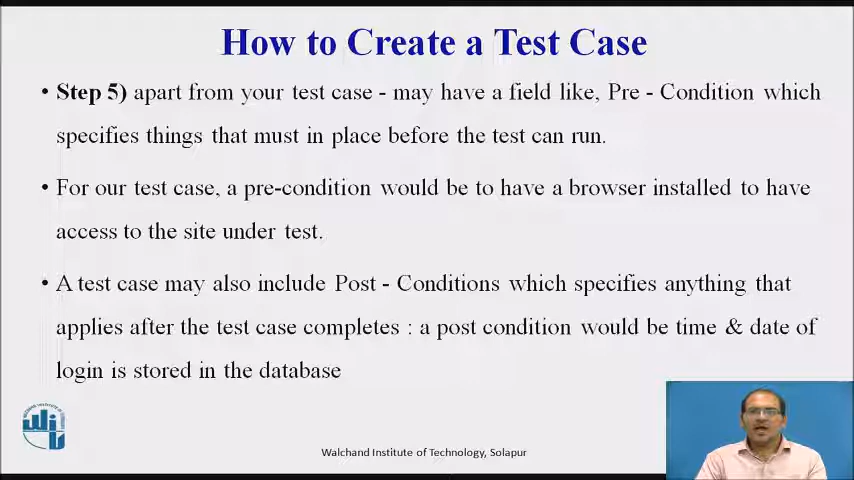 How to Create a Test Case
• Step 5) apart from your test case - may have a field like, Pre - Condition which
specifies things that must in place before the test can run.
• For our test case, a pre-condition would be to have a browser installed to have
access to the site under test.
• A test case may also include Post - Conditions which specifies anything that
applies after the test case completes : a post condition would be time & date of
login is stored in the database
Walchand Institute of Technology, Solapur